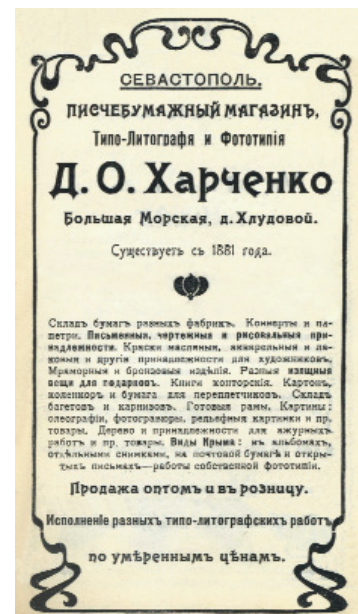 СЕВАСТОПОЛЬ.
ПИСЧЕБУМАЖНЫЙ МАГАЗИНЪ,
Типо-Литографя и Фототипія
Д. О. Харченко
Большая Морская, д. Хлудовой.
Существуетъ съ 1881 года.
Складъ бумагъ разныхъ фабрикъ. Конверты и па-
петри. Письменныя, чертежныя и рисовальныя при-
надлежности. Краски масляныя, акварельныя и ла-
ковыя и другія принадлежности для художниковъ.
Мраморныя и бронзовыя издѣлія. Разныя изящныя
вещи для подарковъ. Книги конторскія. Картонъ,
коленкоръ и бумага для переплетчиковъ. Складъ
багетовъ и карнизовъ. Готовыя рамы. Картины:
олеографіи, фотогравюры, рельефныя картинки и пр.
товары. Дерево и принадлежности для ажурныхъ
работъ и пр. товары. Виды Крыма: въ альбомахъ,
отдѣльными снимками, на почтовой бумагѣ и откры-
тыхъ письмахъ—работы собственной фототипіи.
Продажа оптомъ и въ розницу.
Исполненіе разныхъ типо-литографскихъ работъ
по умѣреннымъ цѣнамъ.